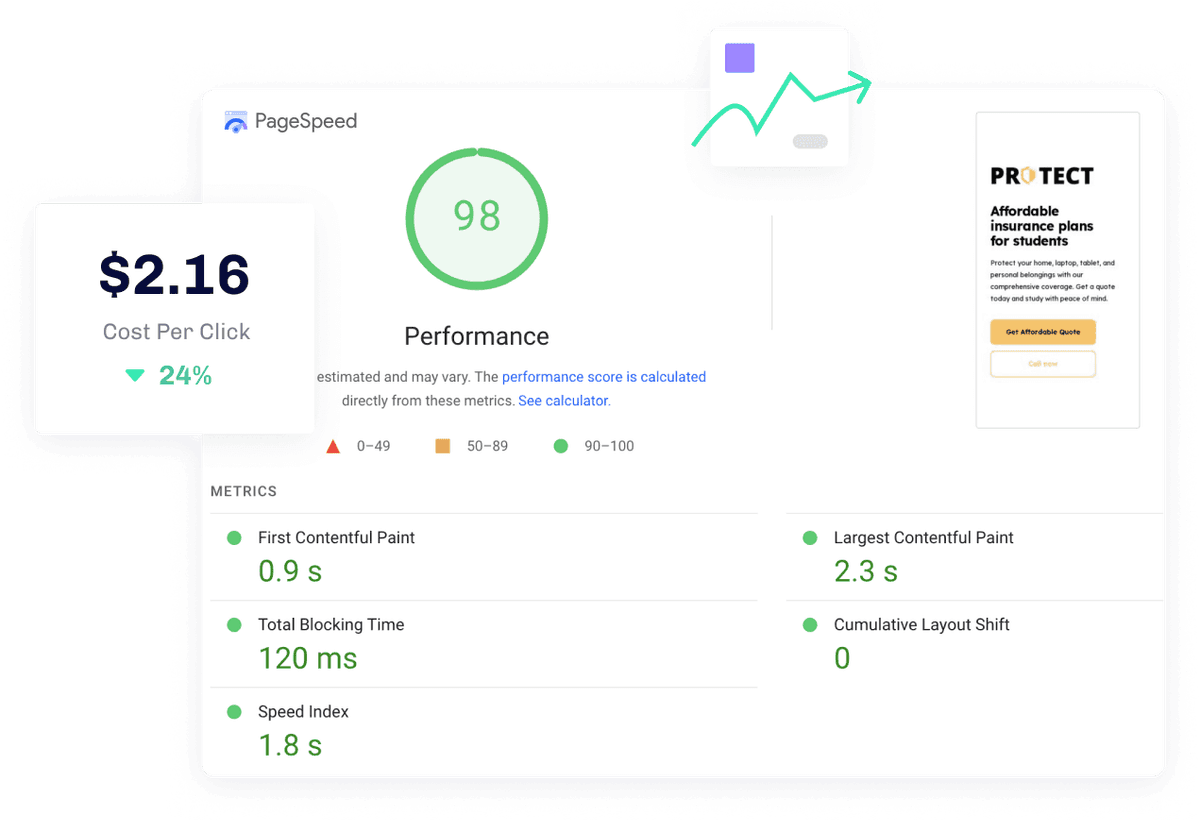 PageSpeed
98
Performance
estimated and may vary. The performance score is calculated
directly from these metrics. See calculator.
0–49
50–89
90–100
$2.16
Cost Per Click
24%
PROTECT
Affordable
insurance plans
for students
Protect your home, laptop, tablet, and
personal belongings with our
comprehensive coverage. Get a quote
today and study with peace of mind.
Get Affordable Quote
Call now
METRICS
First Contentful Paint
0.9 s
Largest Contentful Paint
2.3 s
Total Blocking Time
120 ms
Cumulative Layout Shift
0
Speed Index
1.8 s